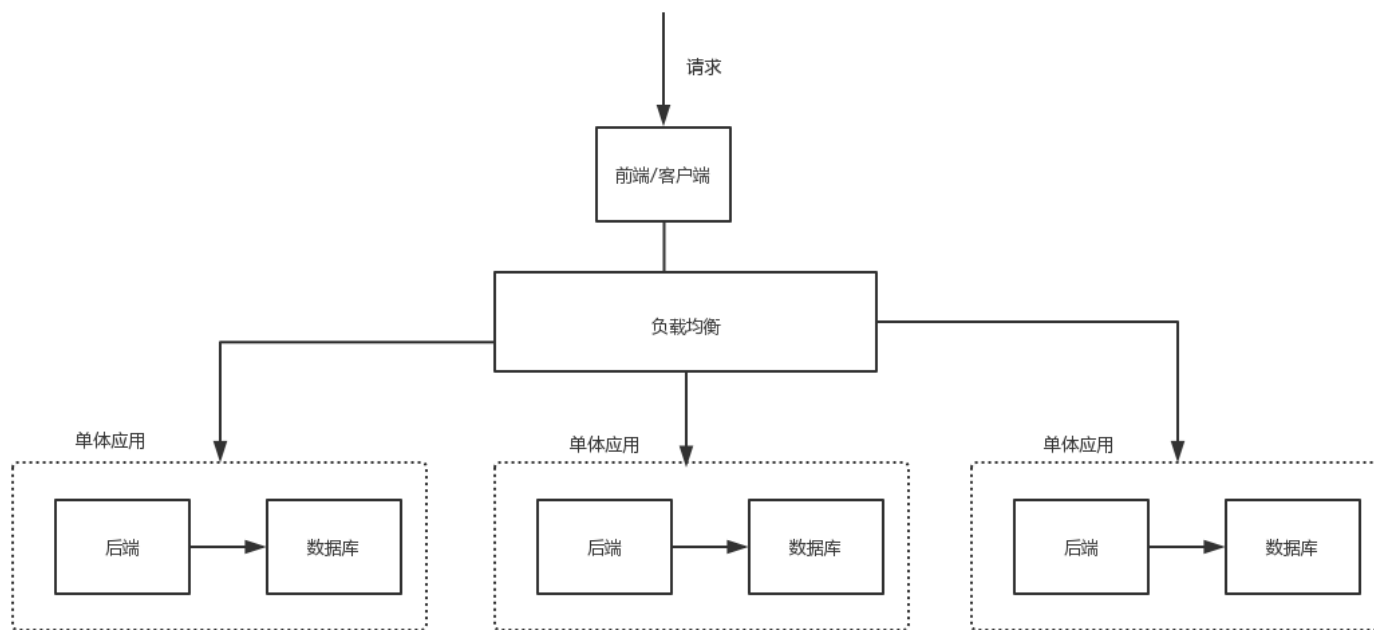 请求
前端/客户端
负载均衡
单体应用
单体应用
单体应用
后端
数据库
后端
数据库
后端
数据库